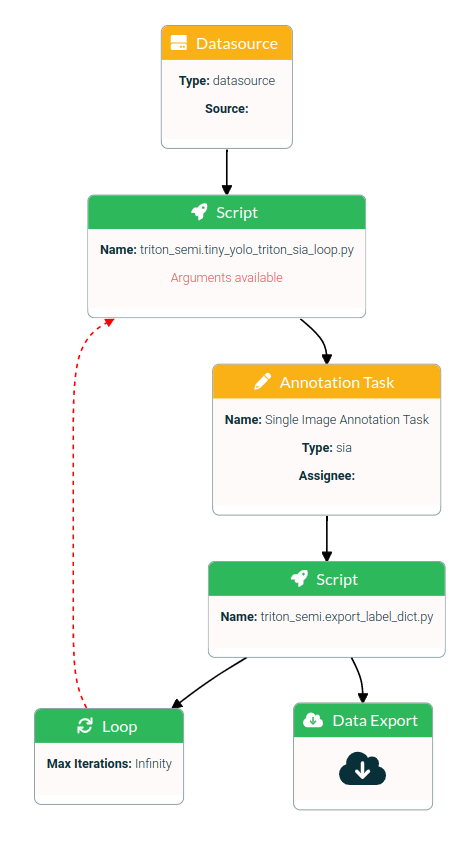 Datasource
Type: datasource
Source:
Script
Name: triton_semi.tiny_yolo_triton_sia_loop.py
Arguments available
Annotation Task
Name: Single Image Annotation Task
Type: sia
Assignee:
Script
Name: triton_semi.export_label_dict.py
Loop
Max Iterations: Infinity
Data Export